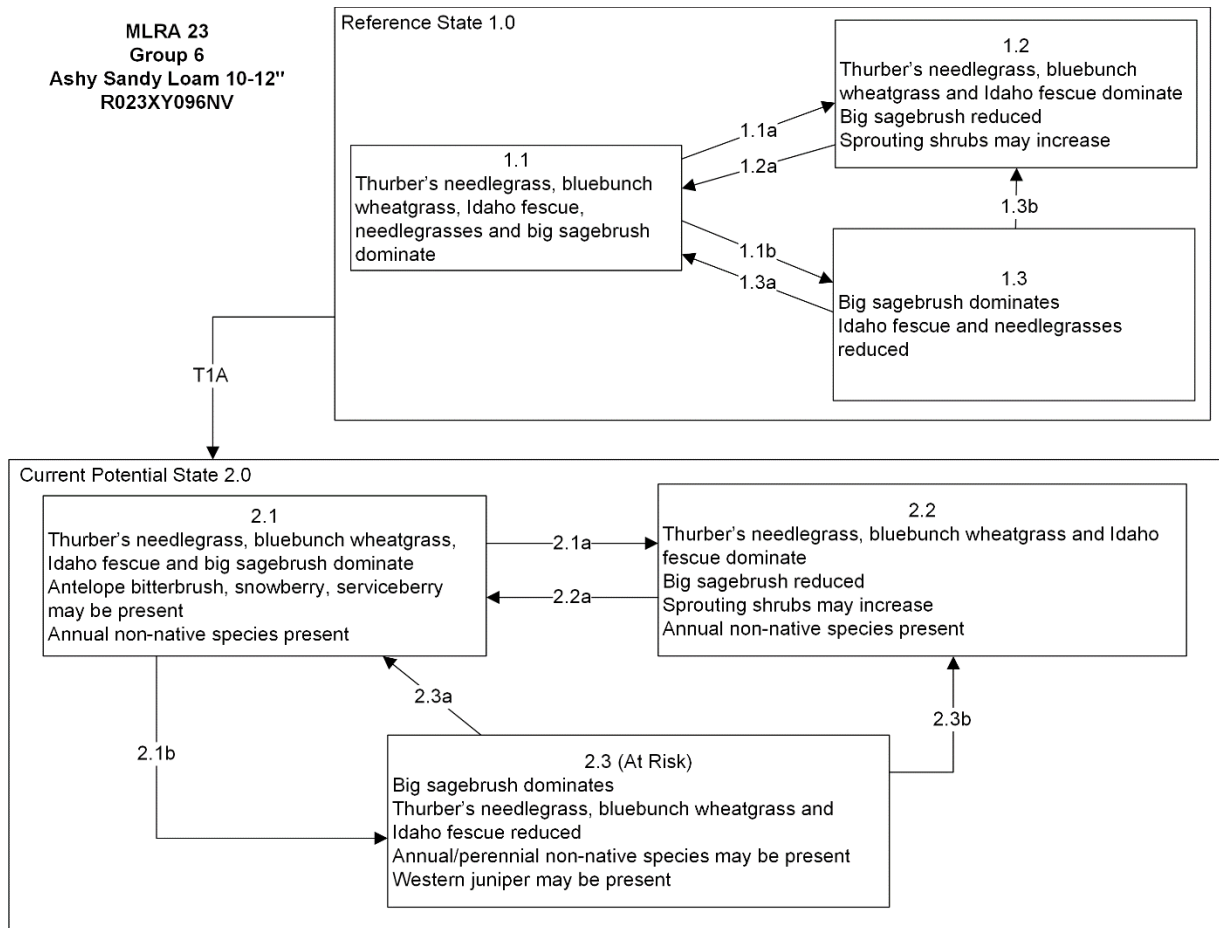 MLRA 23
Group 6
Ashy Sandy Loam 10-12"
R023XY096NV
Reference State 1.0
1.1
Thurber's needlegrass, bluebunch
wheatgrass, Idaho fescue,
needlegrasses and big sagebrush
dominate
1.1a
1.2a
1.1b
1.3a
1.2
Thurber's needlegrass, bluebunch
wheatgrass and Idaho fescue dominate
Big sagebrush reduced
Sprouting shrubs may increase
1.3b
1.3
Big sagebrush dominates
Idaho fescue and needlegrasses
reduced
T1A
Current Potential State 2.0
2.1
Thurber's needlegrass, bluebunch wheatgrass,
Idaho fescue and big sagebrush dominate
Antelope bitterbrush, snowberry, serviceberry
may be present
Annual non-native species present
2.1a
2.2a
2.2
Thurber's needlegrass, bluebunch wheatgrass and Idaho
fescue dominate
Big sagebrush reduced
Sprouting shrubs may increase
Annual non-native species present
2.1b
2.3a
2.3b
2.3 (At Risk)
Big sagebrush dominates
Thurber's needlegrass, bluebunch wheatgrass and
Idaho fescue reduced
Annual/perennial non-native species may be present
Western juniper may be present